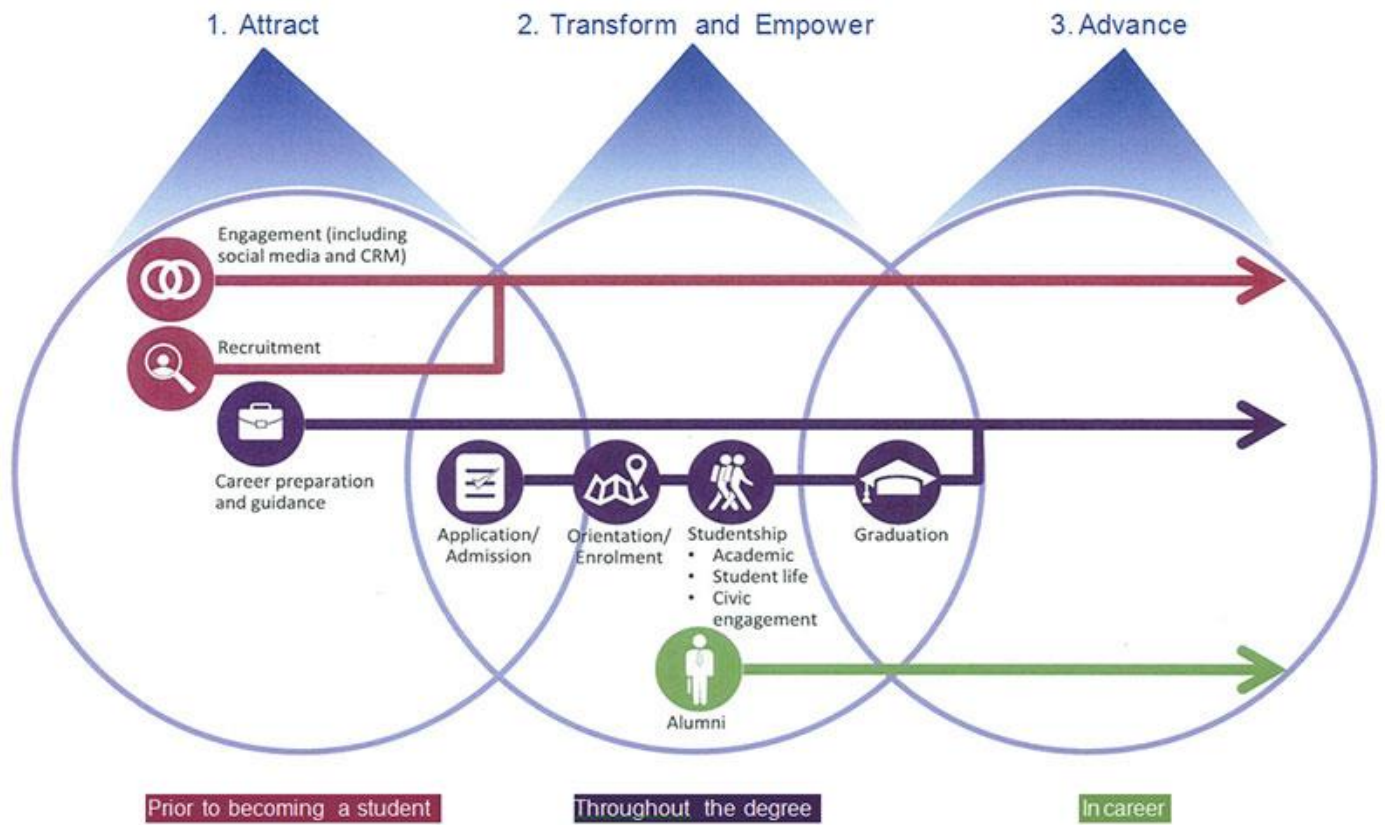 1. Attract
2. Transform and Empower
3. Advance
Engagement (including
social media and CRM)
Recruitment
Career preparation
and guidance
Application/
Admission
Orientation/
Enrolment
Studentship
• Academic
• Student life
• Civic
engagement
Graduation
Alumni
Prior to becoming a student
Throughout the degree
In career